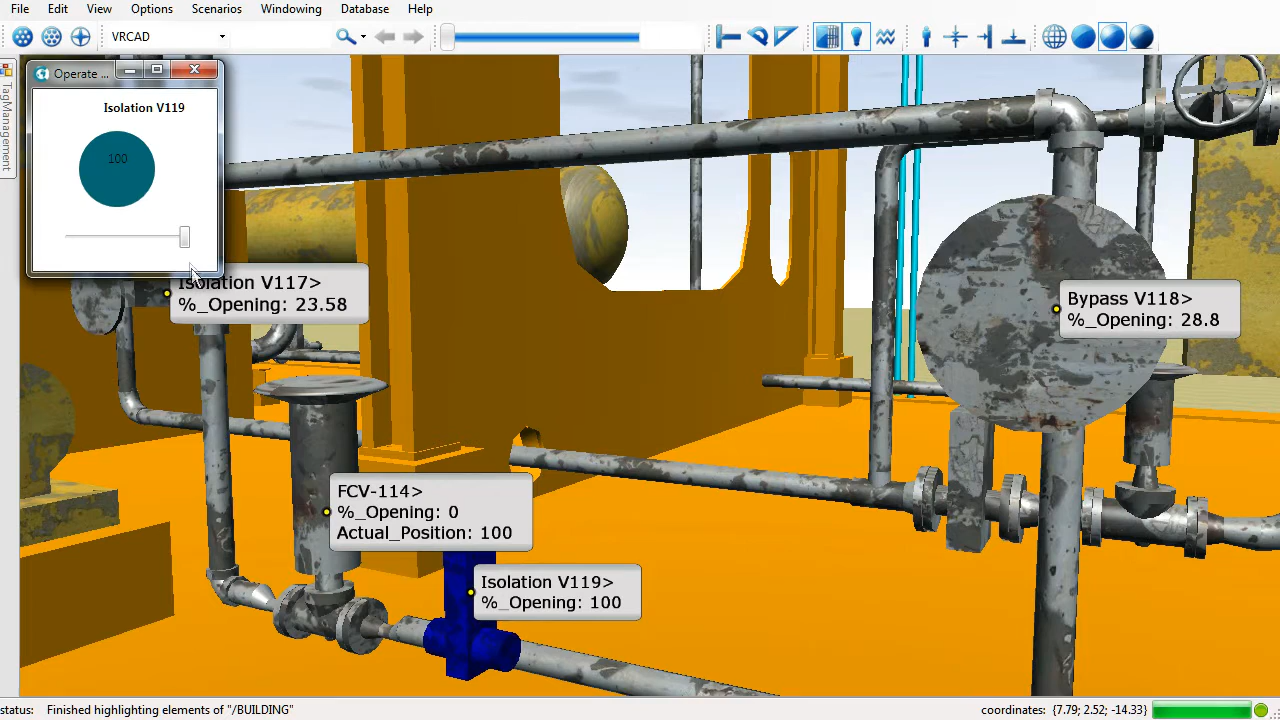 File Edit View Options Scenarios Windowing Database Help
VRCAD
TagManagement
Operate ...
Isolation V119
100
Isolation V117>
%_Opening: 23.58
Bypass V118>
%_Opening: 28.8
FCV-114>
%_Opening: 0
Actual_Position: 100
Isolation V119>
%_Opening: 100
status: Finished highlighting elements of "/BUILDING" coordinates: {7.79; 2.52; -14.33}